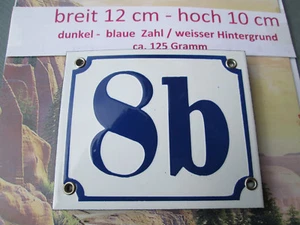 breit 12 cm - hoch 10 cm
dunkel - blaue Zahl / weisser Hintergrund
ca. 125 Gramm
8b